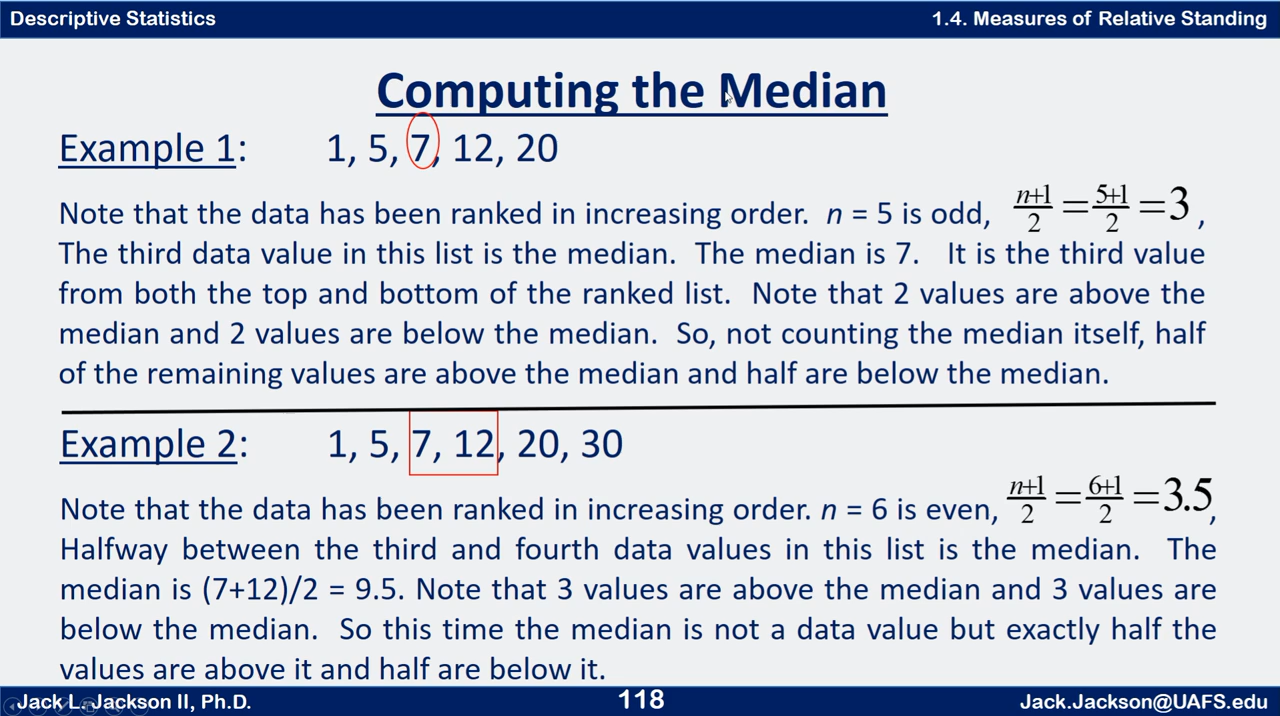 Descriptive Statistics
1.4. Measures of Relative Standing
Computing the Median
Example 1: 1, 5, 7, 12, 20
Note that the data has been ranked in increasing order. n = 5 is odd, n+1/2 = 5+1/2 = 3 ,
The third data value in this list is the median. The median is 7. It is the third value
from both the top and bottom of the ranked list. Note that 2 values are above the
median and 2 values are below the median. So, not counting the median itself, half
of the remaining values are above the median and half are below the median.
Example 2: 1, 5, 7, 12, 20, 30
Note that the data has been ranked in increasing order. n = 6 is even, n+1/2 = 6+1/2 = 3.5 ,
Halfway between the third and fourth data values in this list is the median. The
median is (7+12)/2 = 9.5. Note that 3 values are above the median and 3 values are
below the median. So this time the median is not a data value but exactly half the
values are above it and half are below it.
Jack L. Jackson II, Ph.D.
118
Jack.Jackson@UAFS.edu